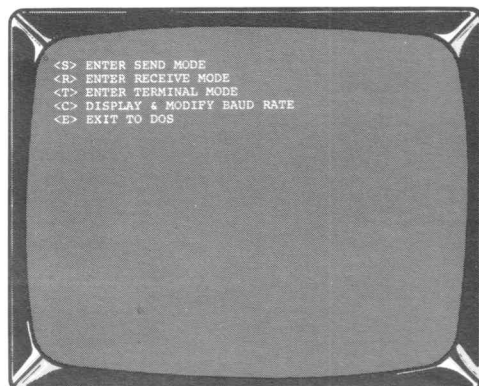 <S> ENTER SEND MODE
<R> ENTER RECEIVE MODE
<T> ENTER TERMINAL MODE
<C> DISPLAY & MODIFY BAUD RATE
<E> EXIT TO DOS